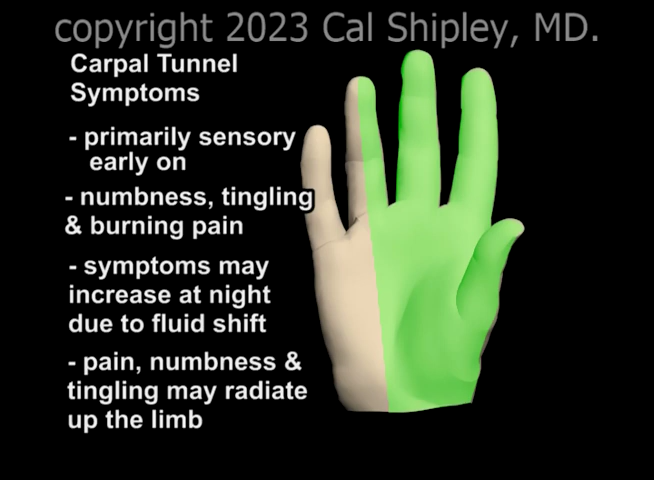 copyright 2023 Cal Shipley, MD.
Carpal Tunnel
Symptoms
- primarily sensory
early on
- numbness, tingling
& burning pain
- symptoms may
increase at night
due to fluid shift
- pain, numbness &
tingling may radiate
up the limb